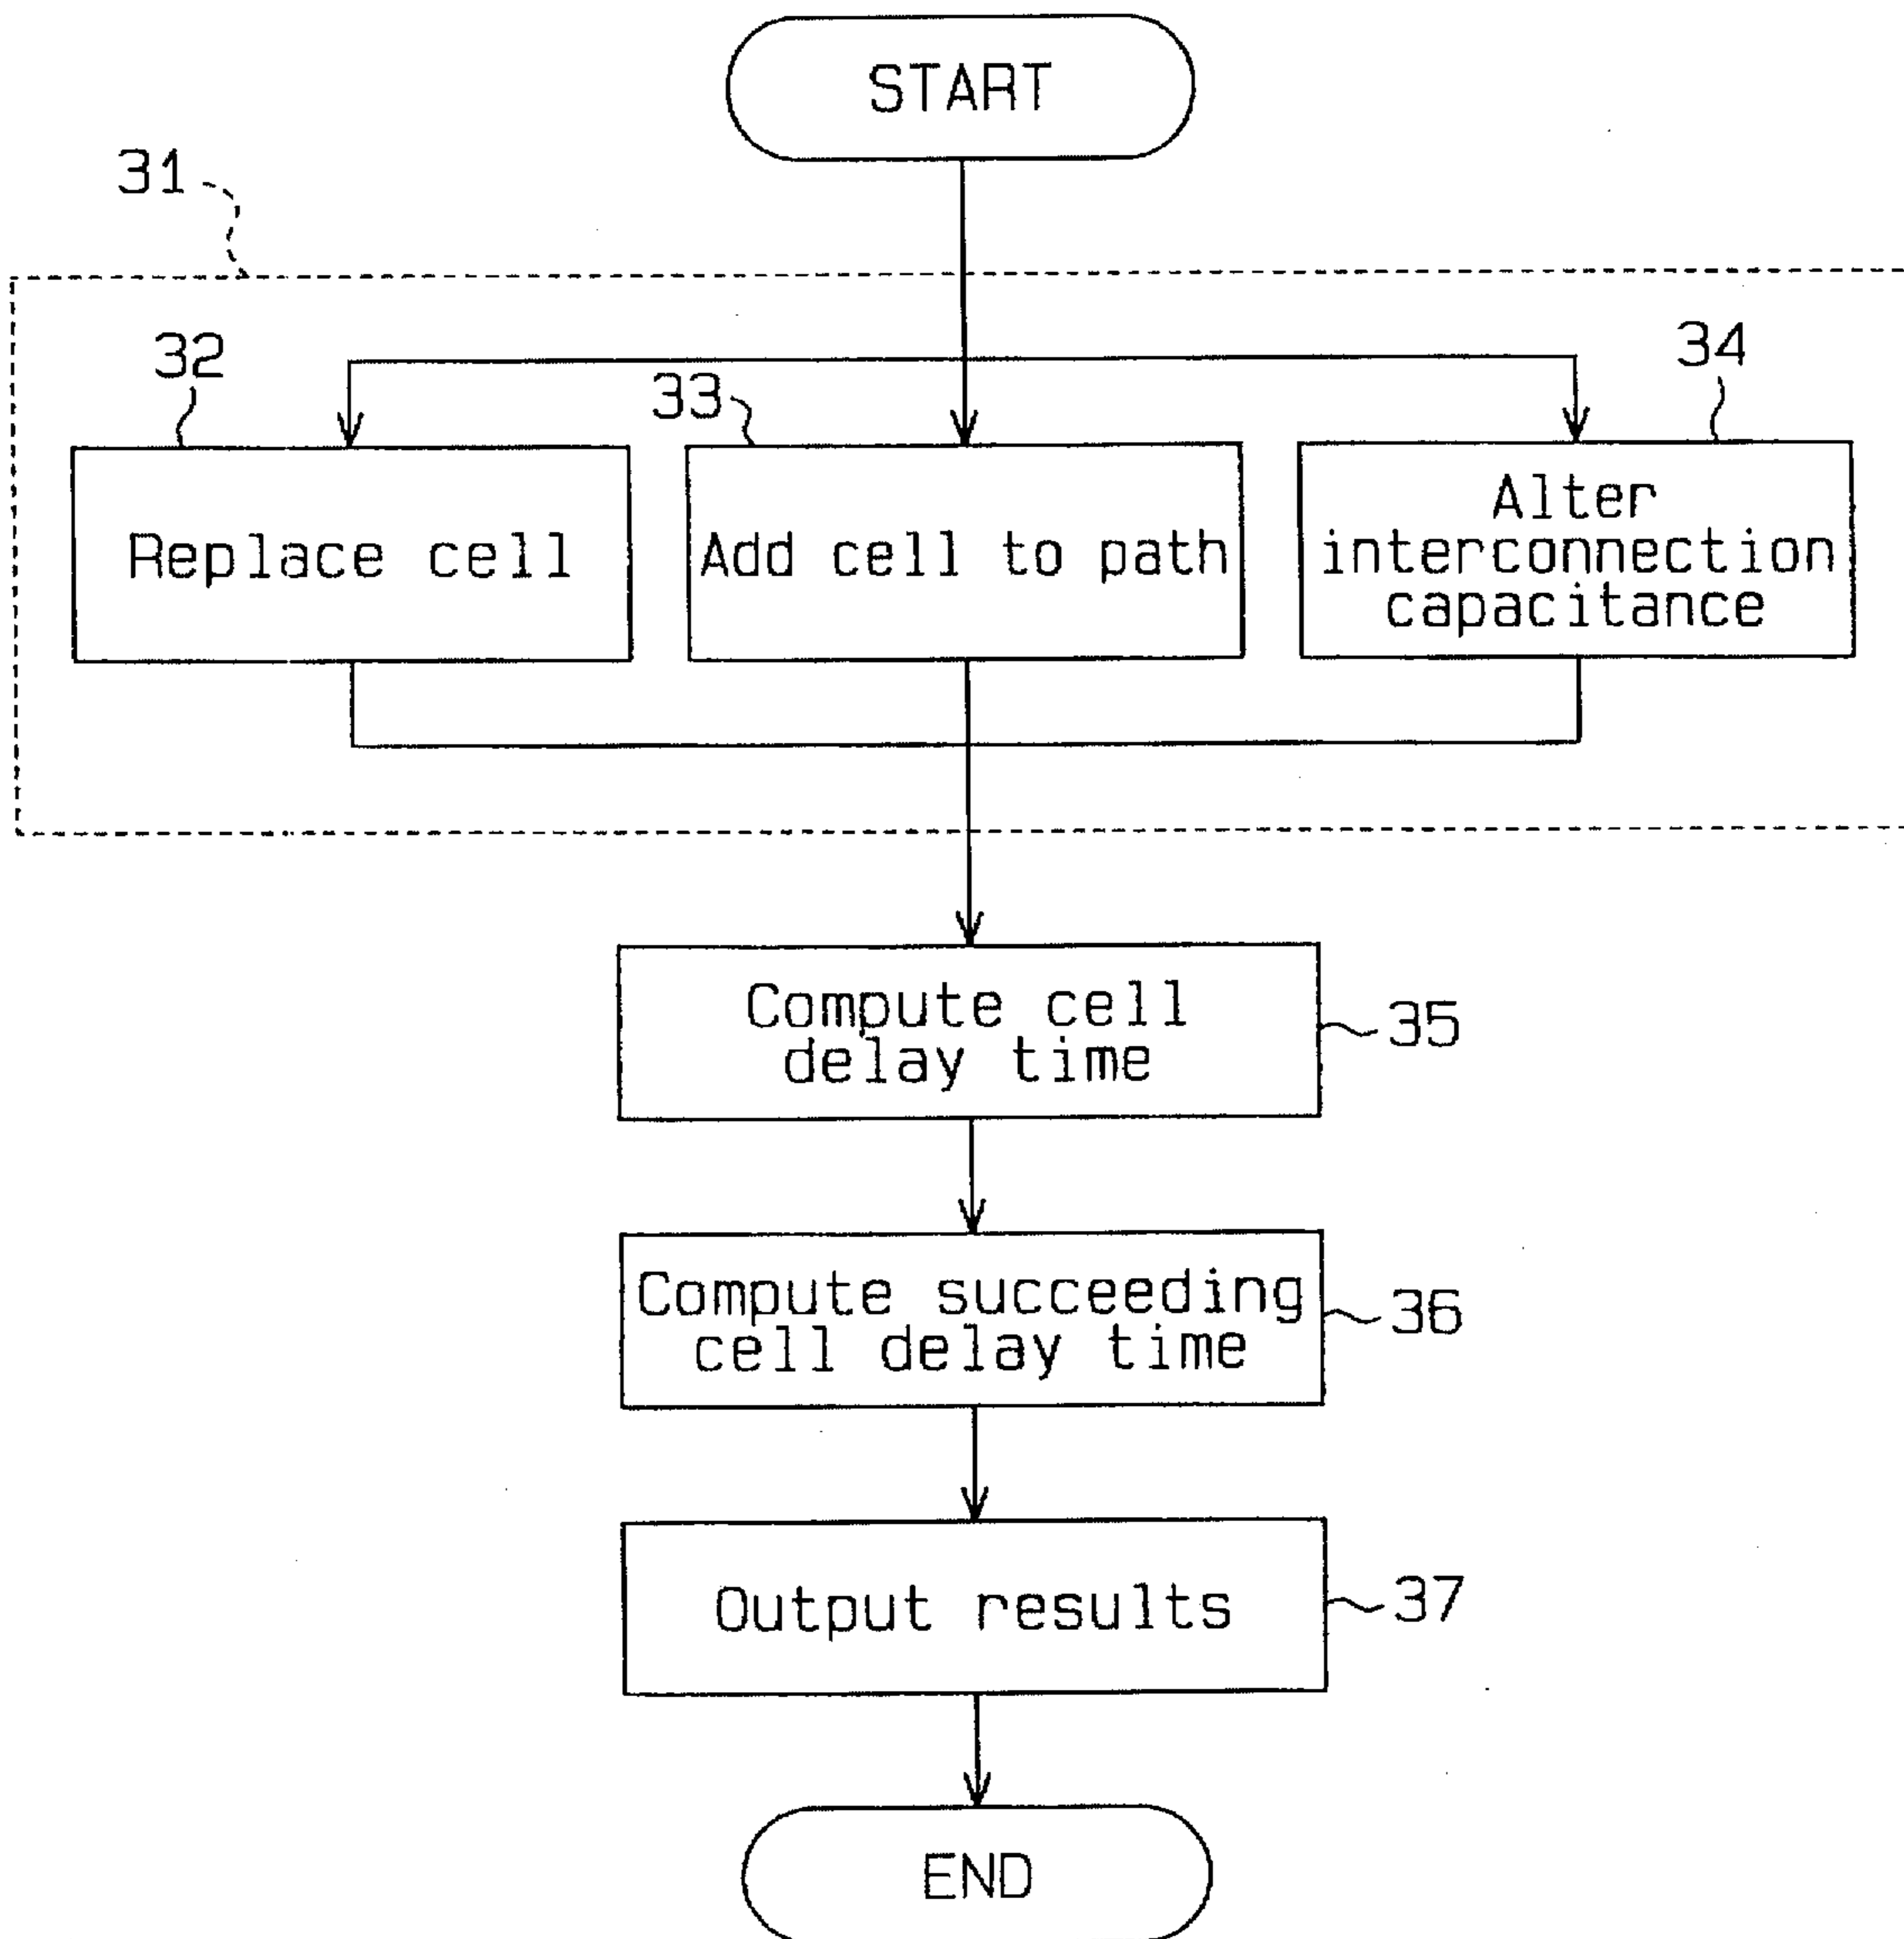 START
31
32
33
34
Replace cell
Add cell to path
Alter
interconnection
capacitance
Compute cell
delay time
35
Compute succeeding
cell delay time
36
Output results
37
END